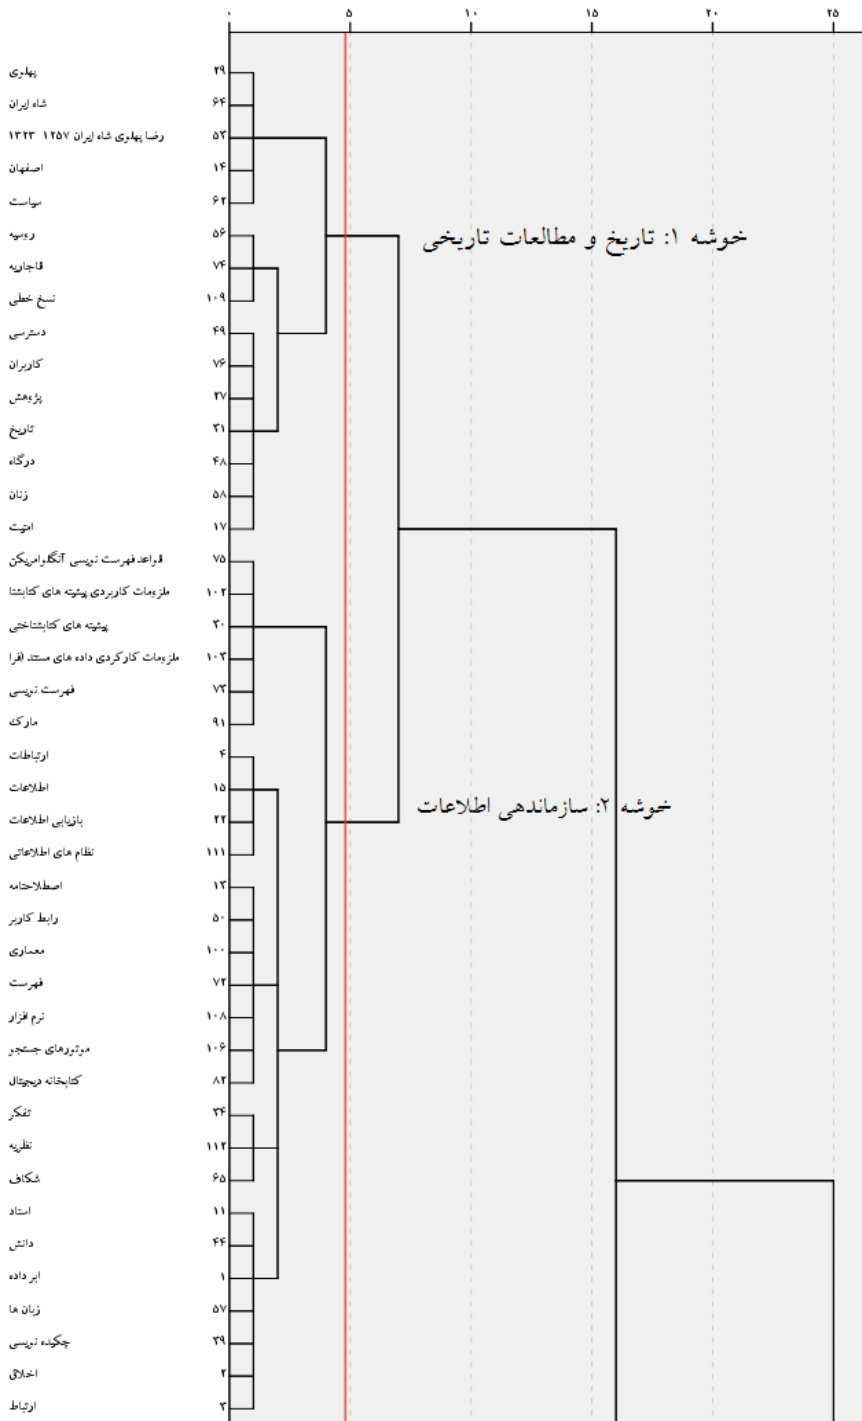 ۰ ۵ ۱۰ ۱۵ ۲۰ ۲۵
پهلوی ۲۹
شاه ایران ۶۴
رضا پهلوی شاه ایران ۱۲۵۷ ۱۳۲۳ ۵۳
اصفهان ۱۴
سیاست ۶۲
روسیه ۵۶
خوشه ۱: تاریخ و مطالعات تاریخی
قاجاریه ۷۴
نسخ خطی ۱۰۹
دسترسی ۴۹
کاربران ۷۶
پژوهش ۲۷
تاریخ ۳۱
درگاه ۴۸
زنان ۵۸
امنیت ۱۷
قواعد فهرست نویسی آنگلوامریکن ۷۵
ملزومات کاربردی پیشینه های کتابشنا ۱۰۲
پیشینه های کتابشناختی ۳۰
ملزومات کارکردی داده های مستند (فرا ۱۰۳
فهرست نویسی ۷۳
مارک ۹۱
ارتباطات ۴
اطلاعات ۱۵
خوشه ۲: سازماندهی اطلاعات
بازیابی اطلاعات ۲۲
نظام های اطلاعاتی ۱۱۱
اصطلاحنامه ۱۳
رابط کاربر ۵۰
معماری ۱۰۰
فهرست ۷۲
نرم افزار ۱۰۸
موتورهای جستجو ۱۰۶
کتابخانه دیجیتال ۸۲
تفکر ۳۴
نظریه ۱۱۲
شکاف ۶۵
اسناد ۱۱
دانش ۴۴
ابر داده ۱
زبان ها ۵۷
چکیده نویسی ۳۹
اخلاق ۲
ارتباط ۳